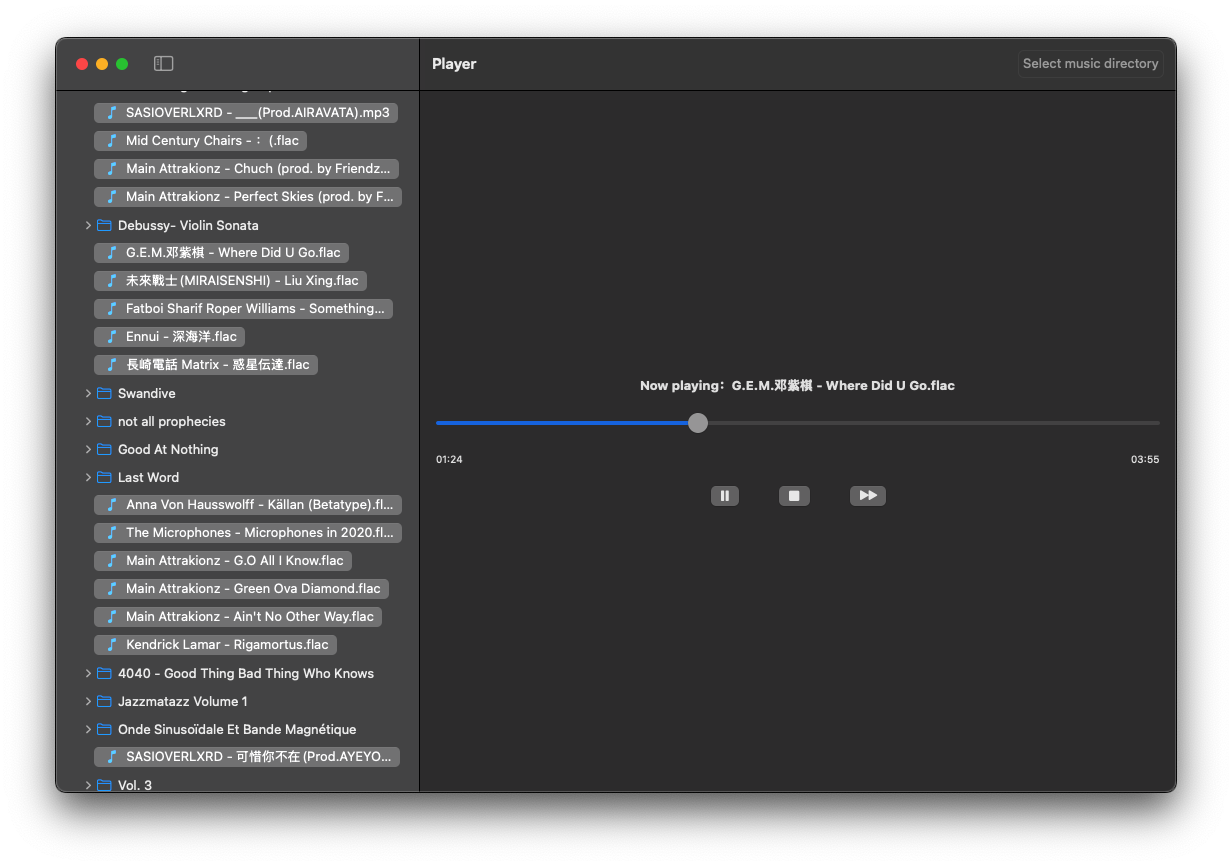 Player
Select music directory
SASIOVERLXRD - ___(Prod.AIRAVATA).mp3
Mid Century Chairs -： (.flac
Main Attrakionz - Chuch (prod. by Friendz...
Main Attrakionz - Perfect Skies (prod. by F...
Debussy- Violin Sonata
G.E.M.邓紫棋 - Where Did U Go.flac
未來戰士(MIRAISENSHI) - Liu Xing.flac
Fatboi Sharif Roper Williams - Something...
Ennui - 深海洋.flac
長崎電話 Matrix - 惑星伝達.flac
Swandive
not all prophecies
Good At Nothing
Last Word
Anna Von Hausswolff - Källan (Betatype).fl...
The Microphones - Microphones in 2020.fl...
Main Attrakionz - G.O All I Know.flac
Main Attrakionz - Green Ova Diamond.flac
Main Attrakionz - Ain't No Other Way.flac
Kendrick Lamar - Rigamortus.flac
4040 - Good Thing Bad Thing Who Knows
Jazzmatazz Volume 1
Onde Sinusoïdale Et Bande Magnétique
SASIOVERLXRD - 可惜你不在(Prod.AYEYO...
Vol. 3
Now playing：G.E.M.邓紫棋 - Where Did U Go.flac
01:24
03:55